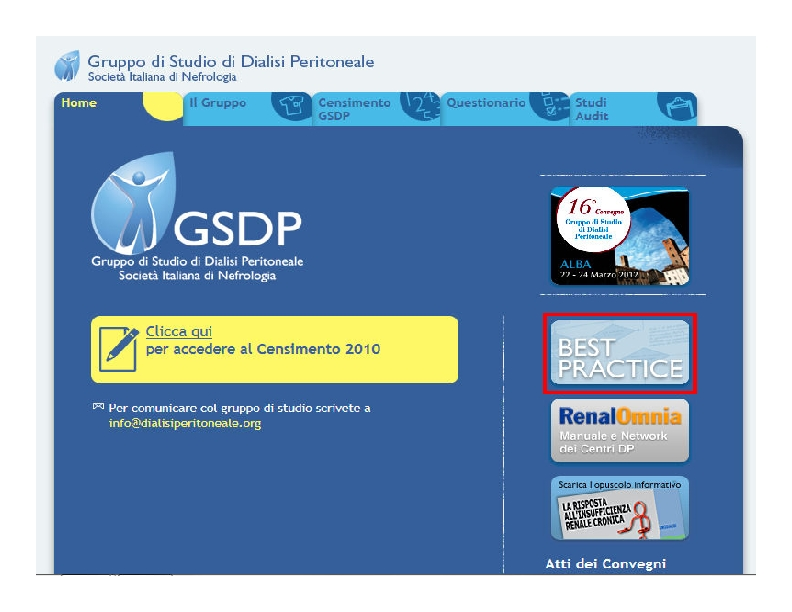 Gruppo di Studio di Dialisi Peritoneale
Società Italiana di Nefrologia
Home
Il Gruppo
Censimento
GSDP
Questionario
Studi
Audit
GSDP
Gruppo di Studio di Dialisi Peritoneale
Società Italiana di Nefrologia
16° Convegno
Gruppo di Studio
di Dialisi
Peritoneale
ALBA
22 - 24 Marzo 2012
Clicca qui
per accedere al Censimento 2010
Per comunicare col gruppo di studio scrivete a
info@dialisiperitoneale.org
BEST
PRACTICE
RenalOmnia
Manuale e Network
dei Centri DP
Scarica l'opuscolo informativo
LA RISPOSTA
ALL'INSUFFICIENZA
RENALE CRONICA
Atti dei Convegni